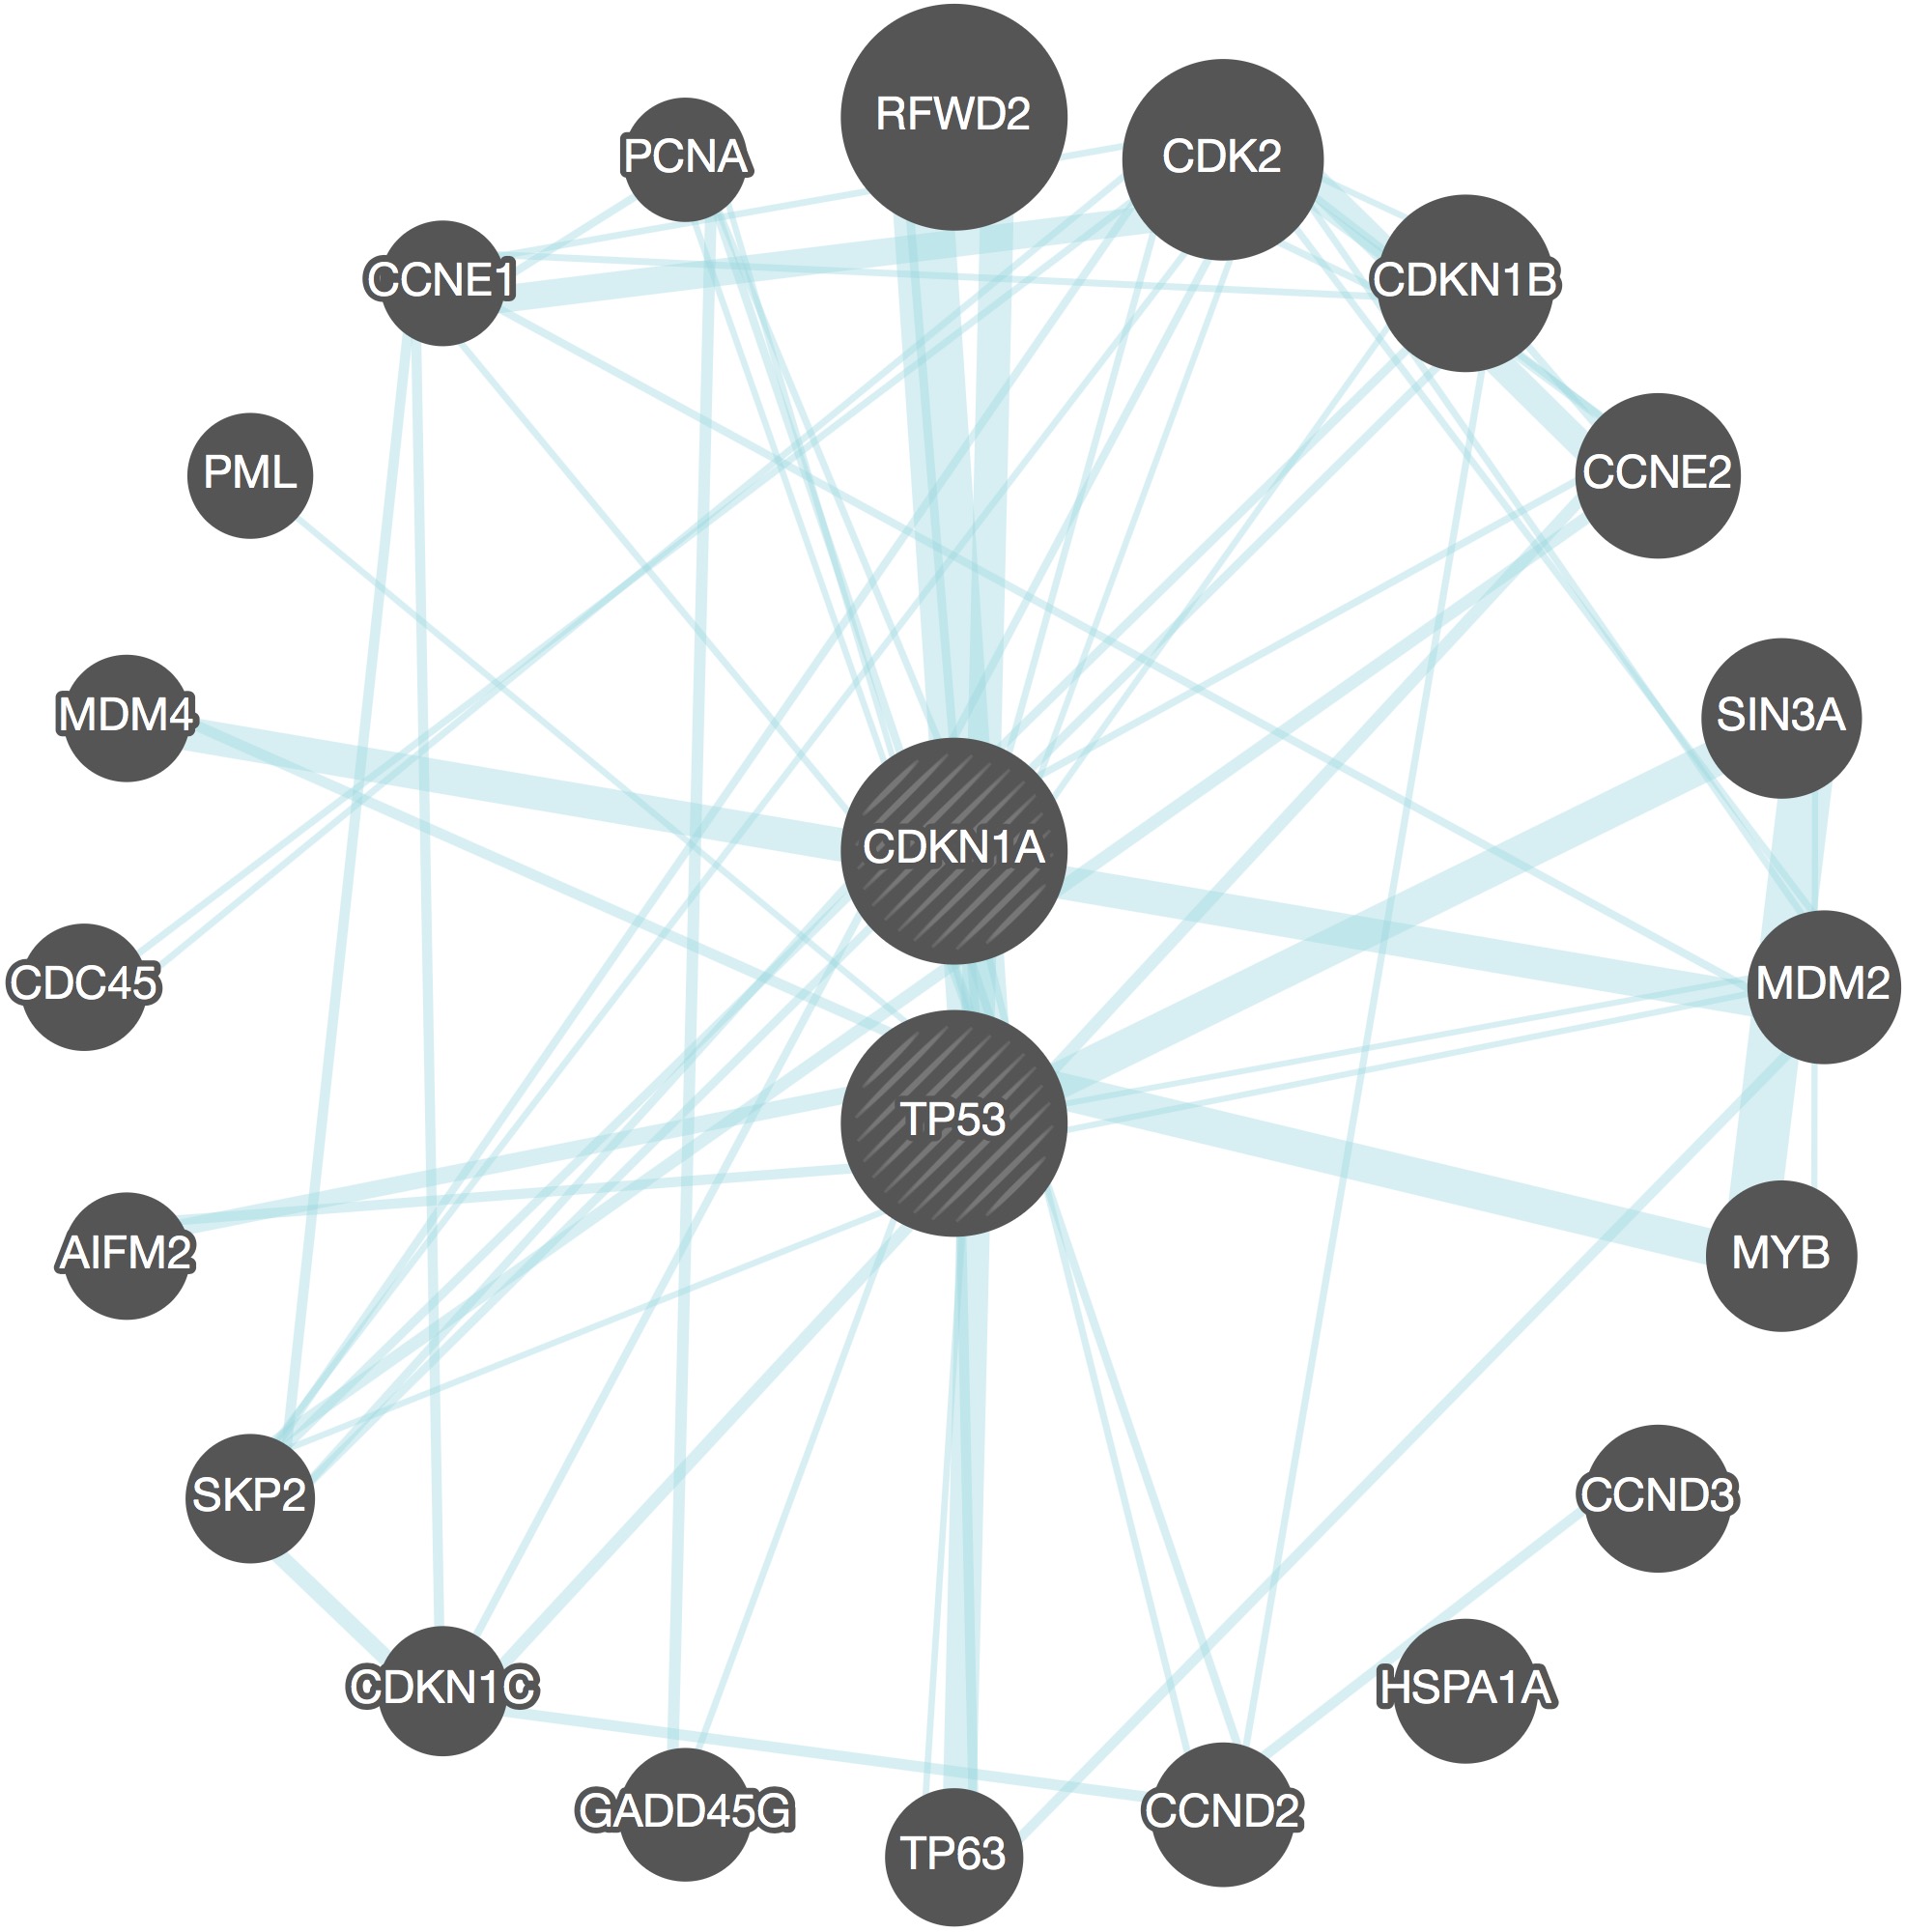 RFWD2
CDK2
PCNA
CCNE1
CDKN1B
PML
CCNE2
MDM4
SIN3A
CDKN1A
CDC45
MDM2
TP53
AIFM2
MYB
SKP2
CCND3
CDKN1C
HSPA1A
GADD45G
CCND2
TP63